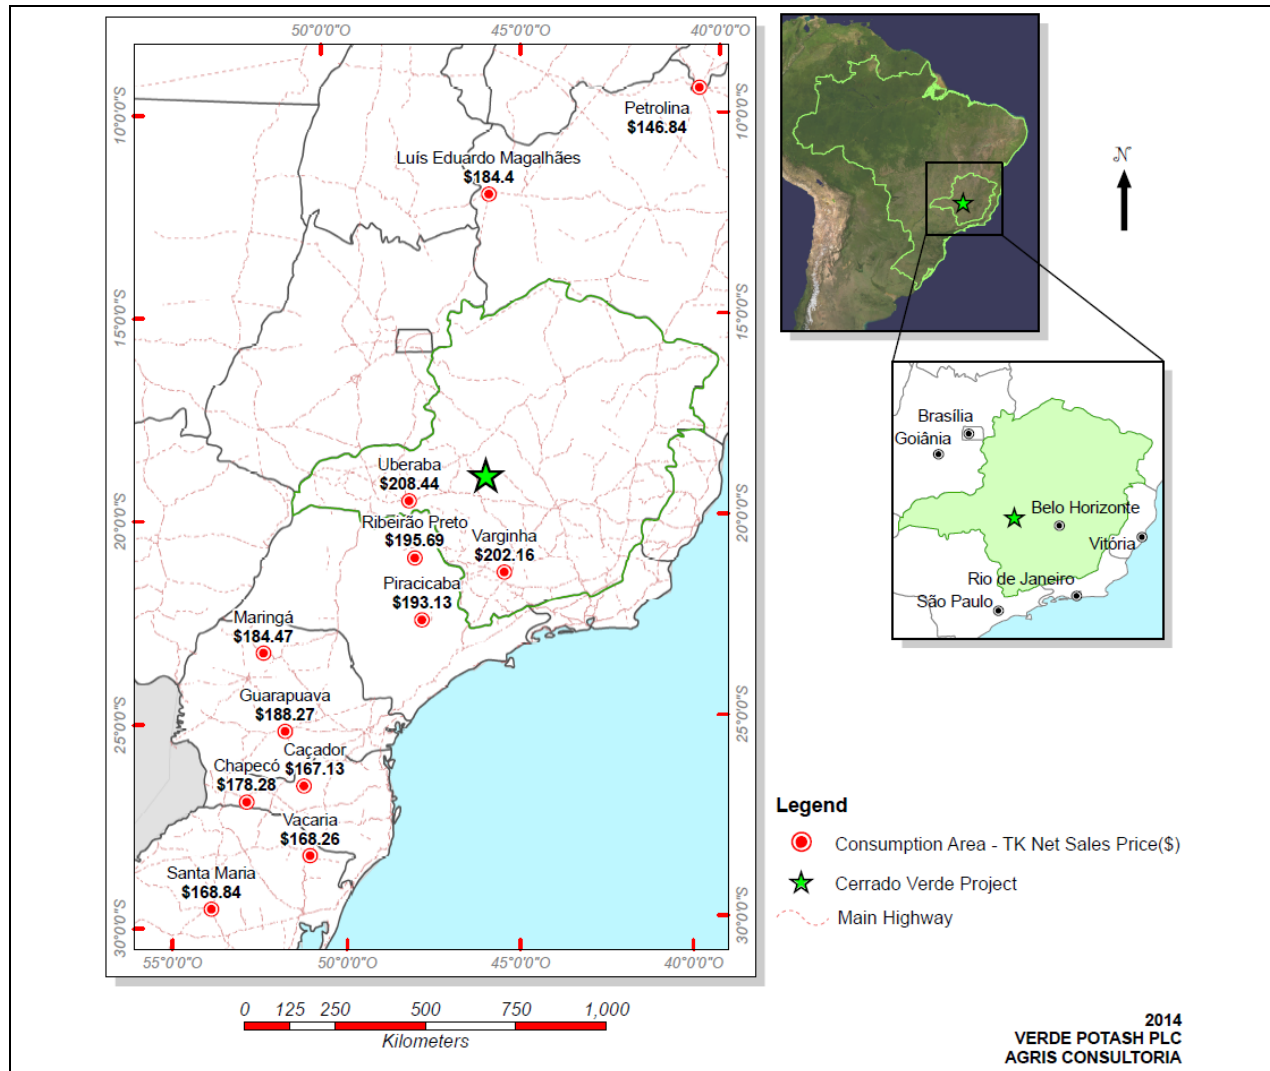 50°0'0"O
45°0'0"O
40°0'0"O
10°0'0"S
15°0'0"S
20°0'0"S
25°0'0"S
30°0'0"S
10°0'0"S
15°0'0"S
20°0'0"S
25°0'0"S
30°0'0"S
Petrolina
$146.84
Luís Eduardo Magalhães
$184.4
Uberaba
$208.44
Ribeirão Preto
$195.69
Varginha
$202.16
Piracicaba
$193.13
Maringá
$184.47
Guarapuava
$188.27
Caçador
$167.13
Chapecó
$178.28
Vacaria
$168.26
Santa Maria
$168.84
55°0'0"O
50°0'0"O
45°0'0"O
40°0'0"O
0 125 250 500 750 1,000
Kilometers
N
Brasília
Goiânia
Belo Horizonte
Vitória
Rio de Janeiro
São Paulo
Legend
Consumption Area - TK Net Sales Price($)
Cerrado Verde Project
Main Highway
2014
VERDE POTASH PLC
AGRIS CONSULTORIA